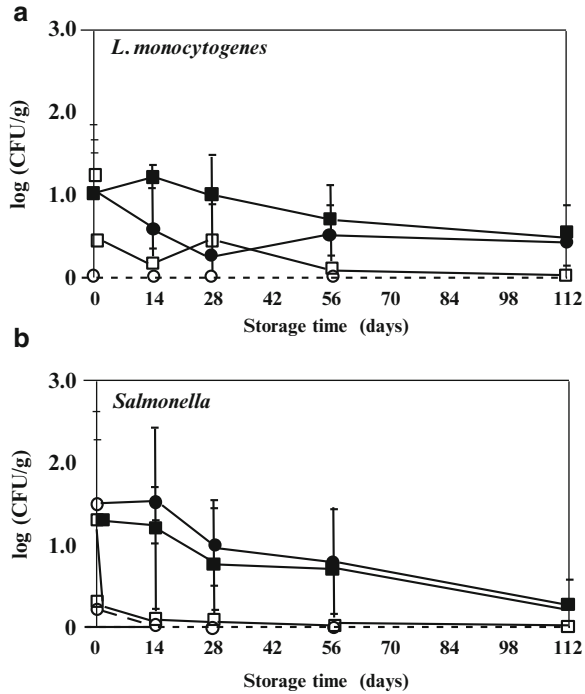 a
3.0
L. monocytogenes
2.0
log (CFU/g)
1.0
0
0 14 28 42 56 70 84 98 112
Storage time (days)
b
3.0
Salmonella
2.0
log (CFU/g)
1.0
0
0 14 28 42 56 70 84 98 112
Storage time (days)